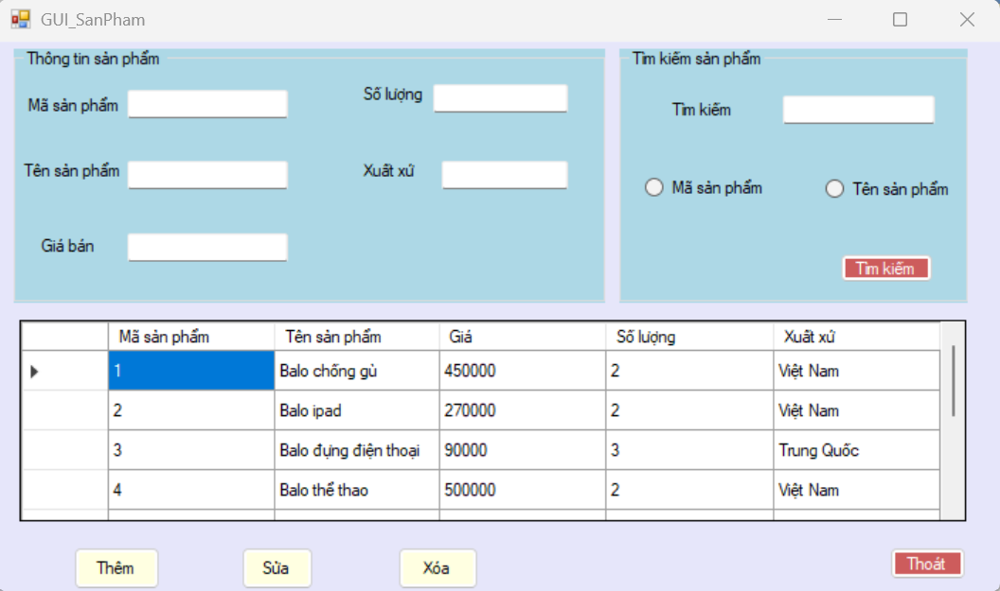 GUI_SanPham
Thông tin sản phẩm
Mã sản phẩm
Số lượng
Tên sản phẩm
Xuất xứ
Giá bán
Tìm kiếm sản phẩm
Tìm kiếm
Mã sản phẩm
Tên sản phẩm
Tìm kiếm
Mã sản phẩm Tên sản phẩm Giá Số lượng Xuất xứ
1 Balo chống gù 450000 2 Việt Nam
2 Balo ipad 270000 2 Việt Nam
3 Balo đựng điện thoại 90000 3 Trung Quốc
4 Balo thể thao 500000 2 Việt Nam
Thêm Sửa Xóa Thoát